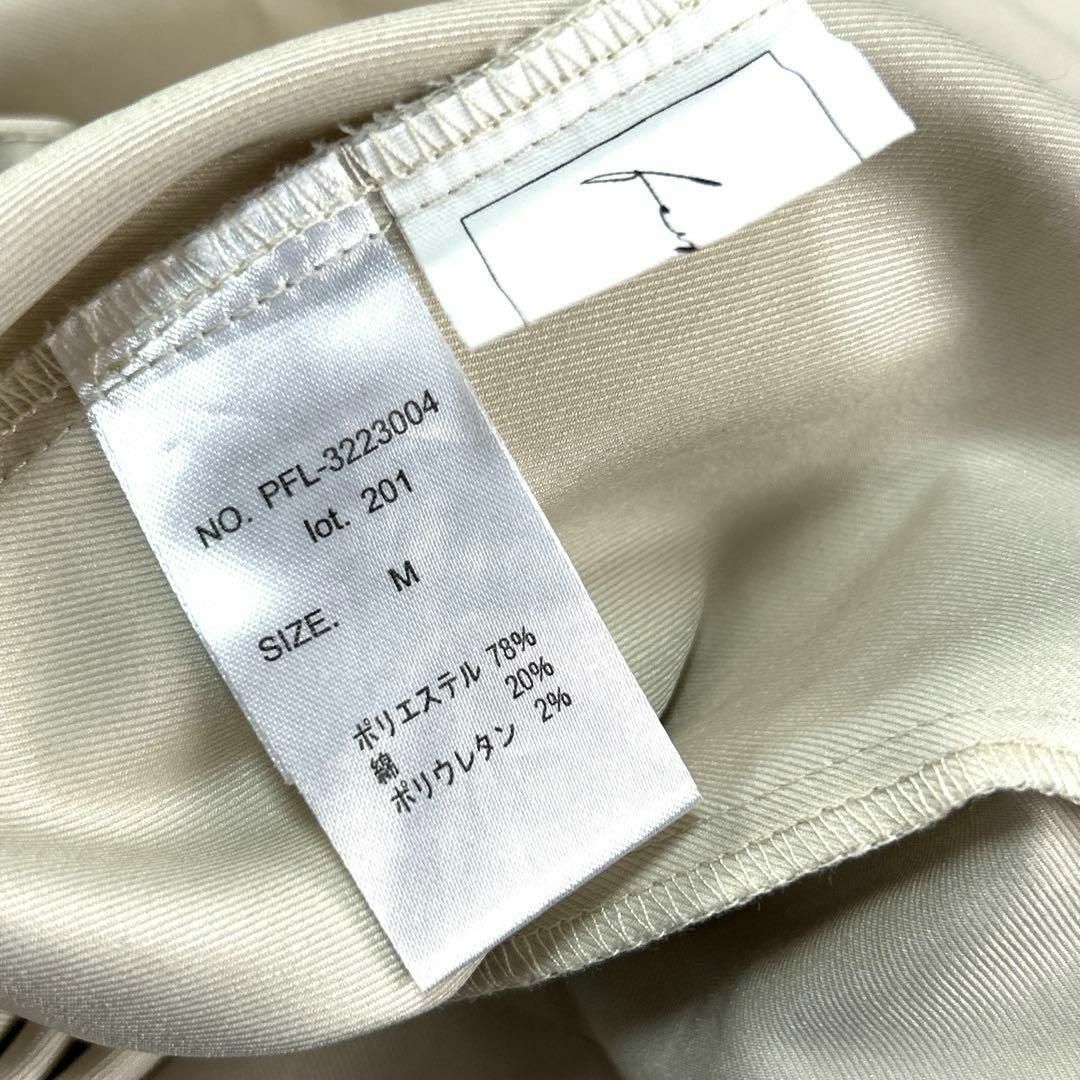 NO. PFL-3223004
lot. 201
SIZE. M
ポリエステル 78%
綿 20%
ポリウレタン 2%